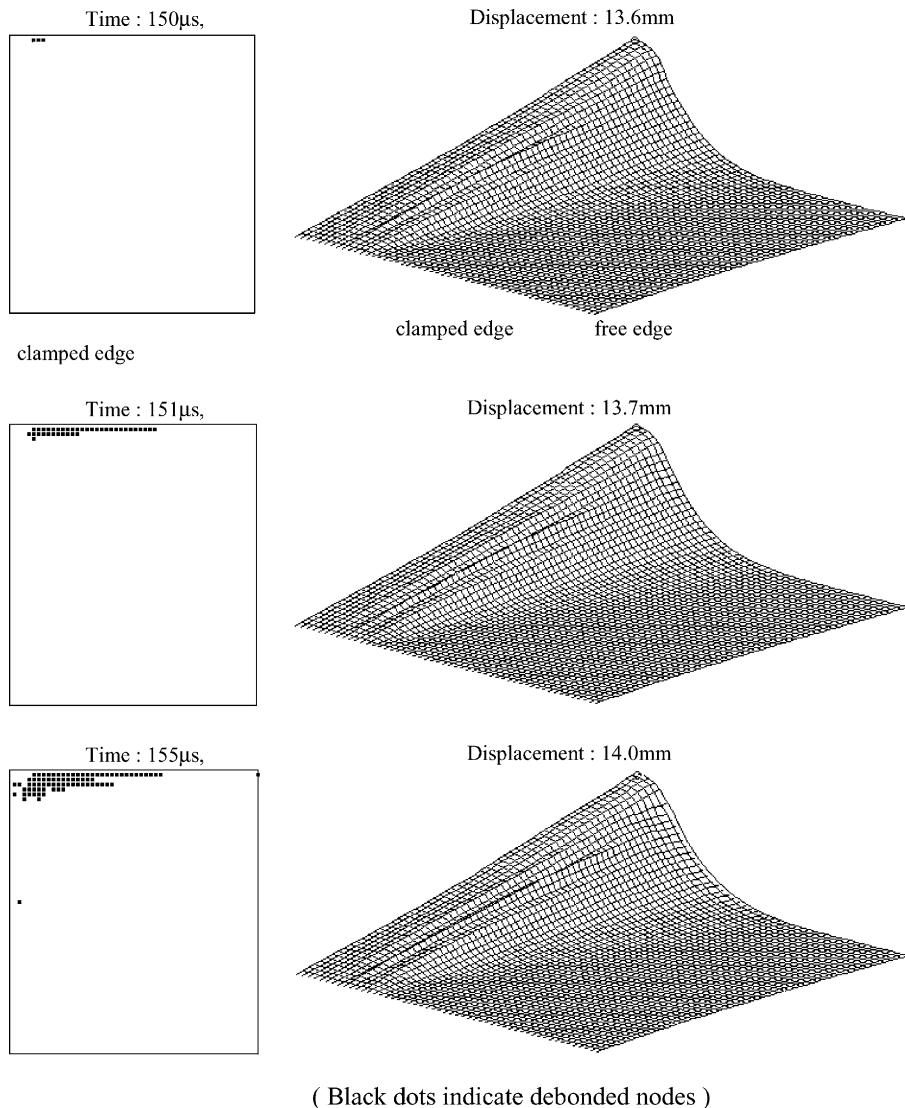 Time : 150μs,
Displacement : 13.6mm
clamped edge
free edge
clamped edge
Time : 151μs,
Displacement : 13.7mm
Time : 155μs,
Displacement : 14.0mm
( Black dots indicate debonded nodes )